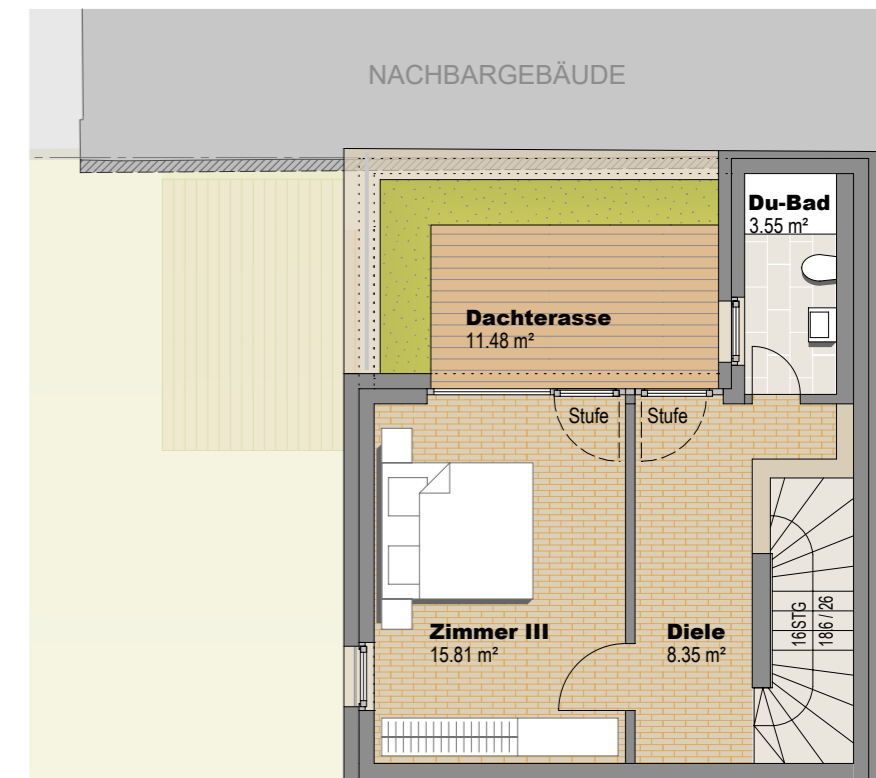 NACHBARGEBÄUDE
Du-Bad
3.55 m²
Dachterasse
11.48 m²
Stufe
Stufe
Zimmer III
15.81 m²
Diele
8.35 m²
16STG
186 / 26